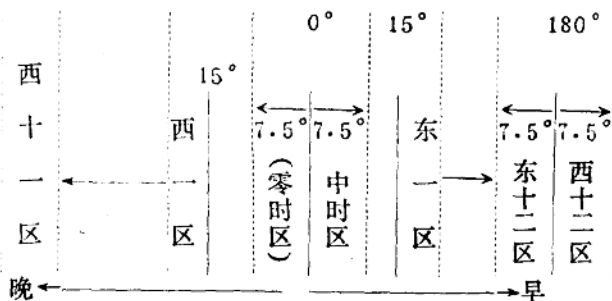 0° 15° 180°
15°
7.5° 7.5° 7.5° 7.5°
西十一区
西一区
（零时区）
中时区
东一区
东十二区
西十二区
晚 早